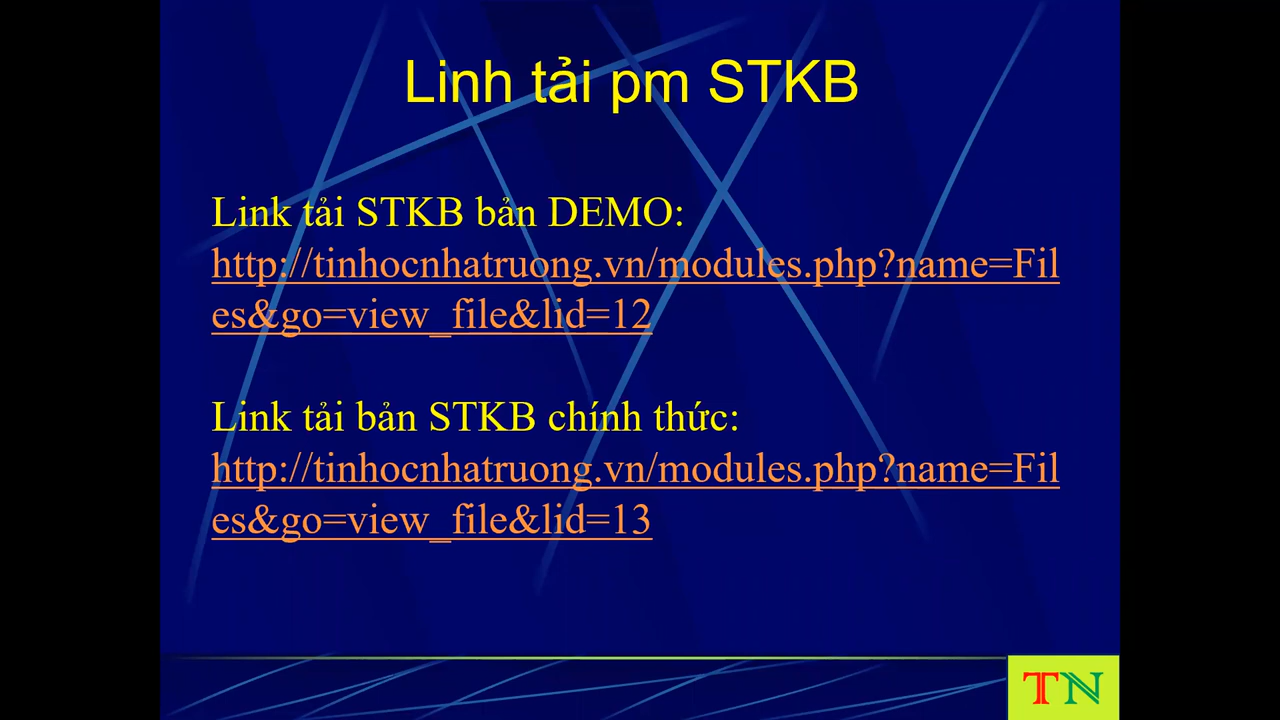 Linh tải pm STKB
Link tải STKB bản DEMO:
http://tinhocnhatruong.vn/modules.php?name=Fil
es&go=view_file&lid=12
Link tải bản STKB chính thức:
http://tinhocnhatruong.vn/modules.php?name=Fil
es&go=view_file&lid=13
TN